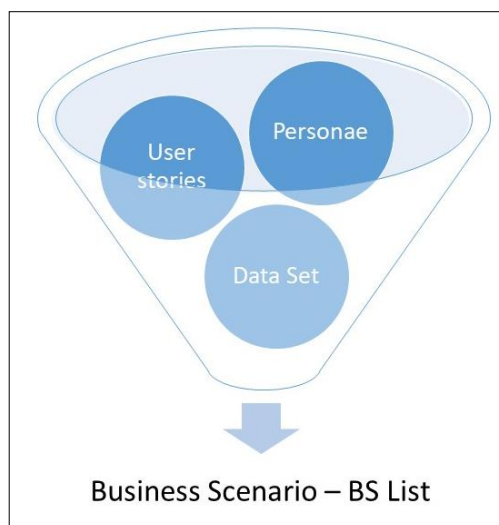 Personae
User
stories
Data Set
Business Scenario – BS List